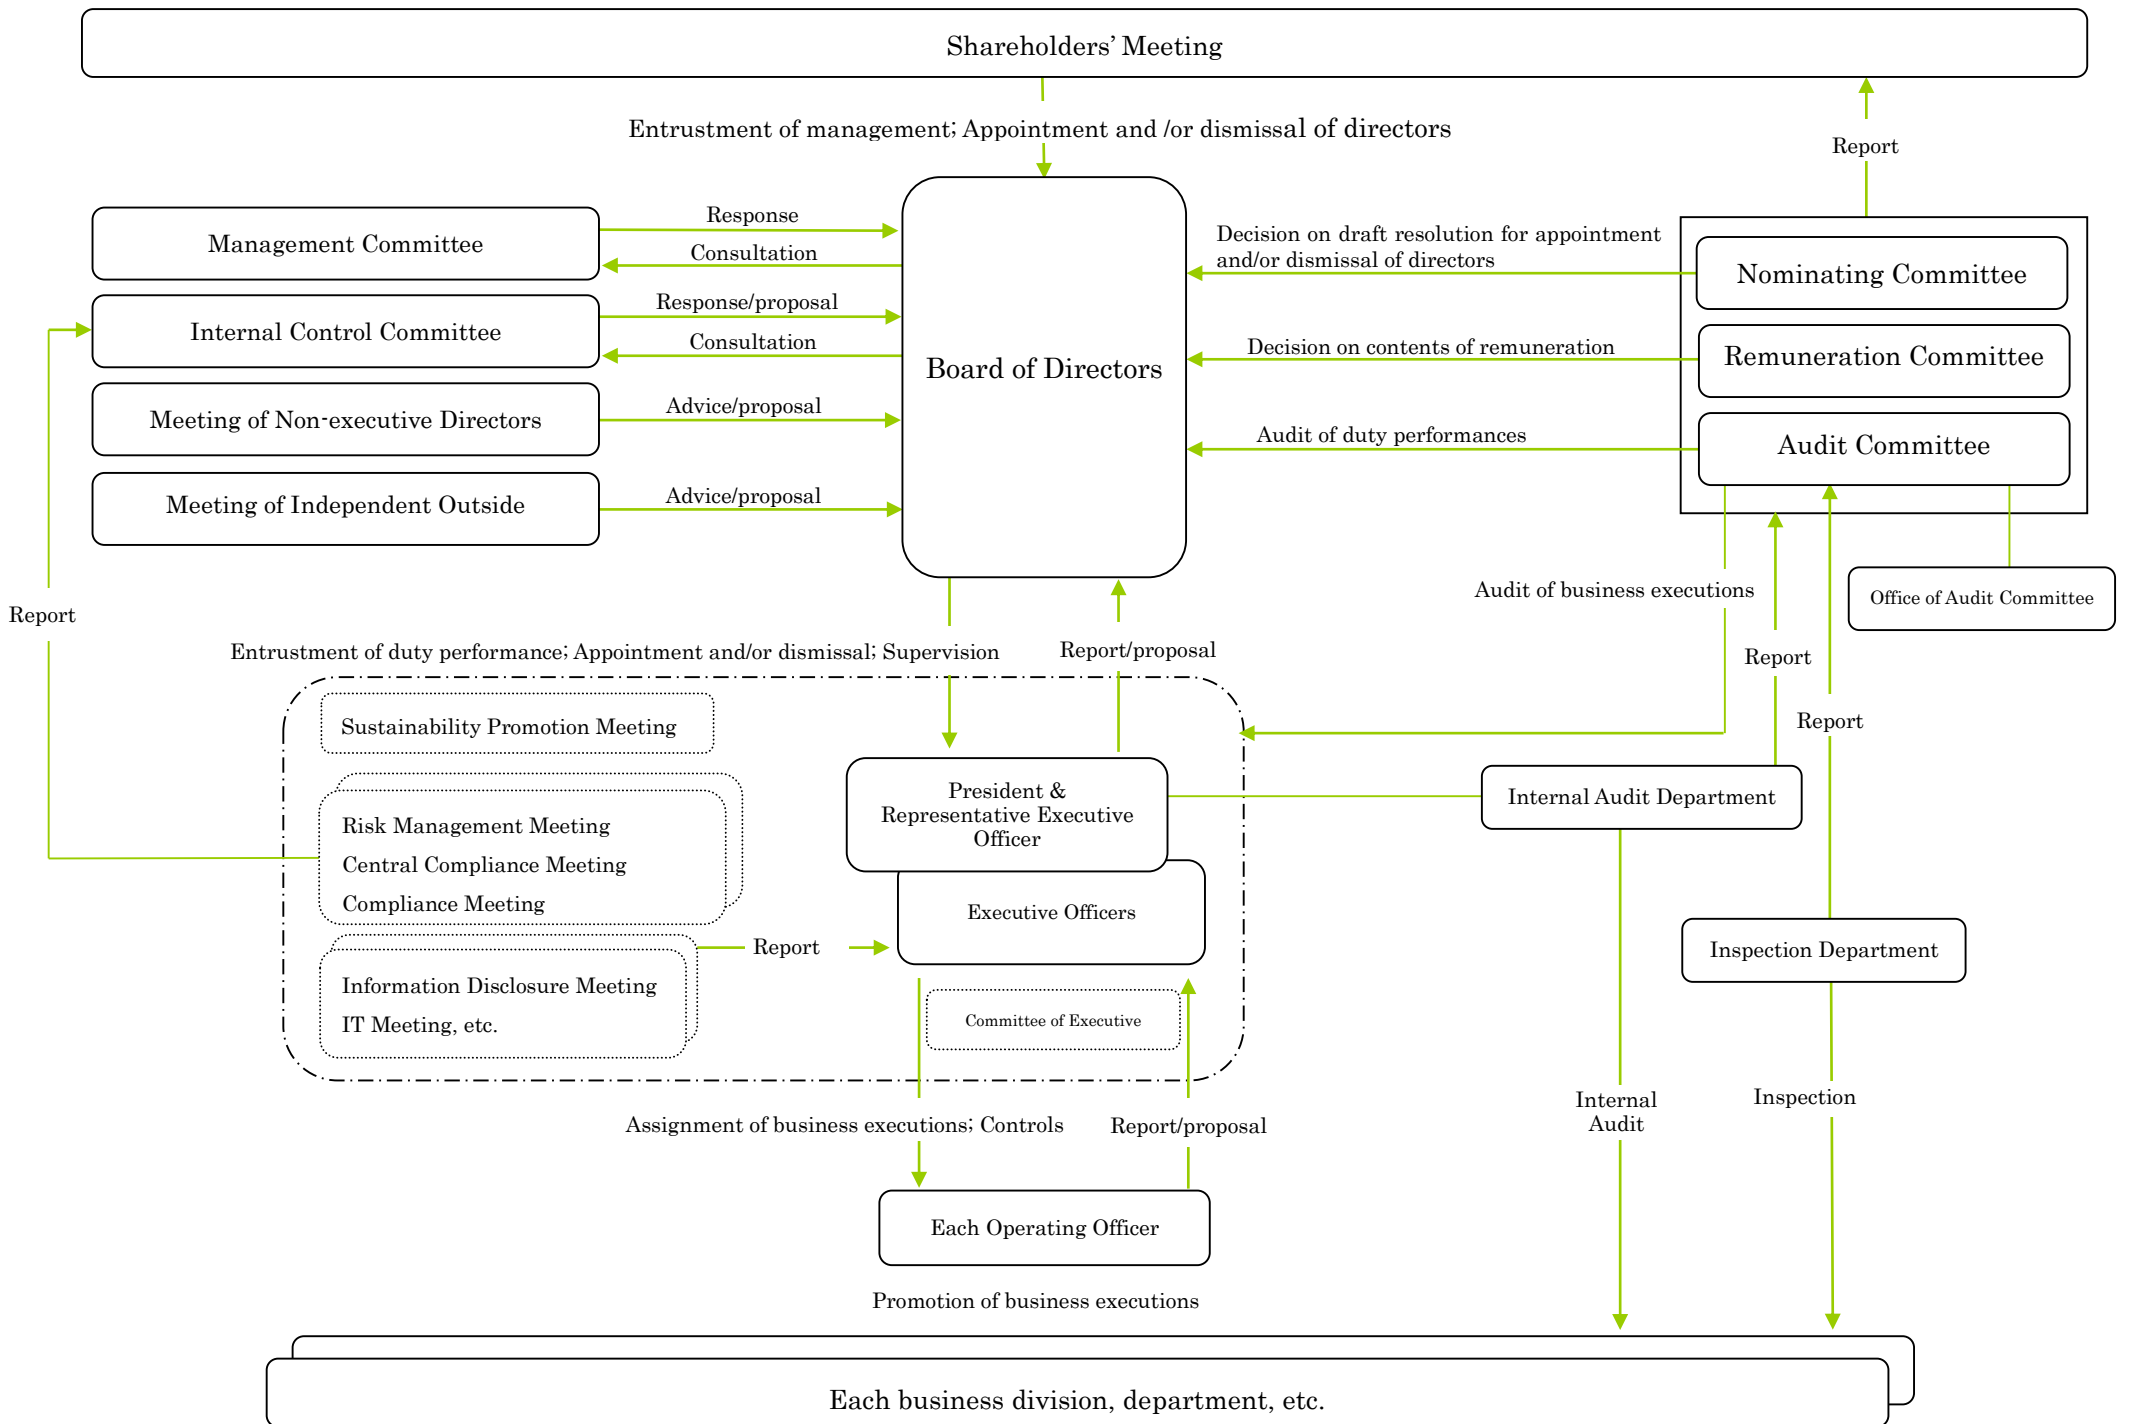 Shareholders’ Meeting
Entrustment of management; Appointment and /or dismissal of directors
Report
Management Committee
Response
Consultation
Internal Control Committee
Response/proposal
Consultation
Meeting of Non-executive Directors
Advice/proposal
Meeting of Independent Outside
Advice/proposal
Board of Directors
Decision on draft resolution for appointment
and/or dismissal of directors
Nominating Committee
Decision on contents of remuneration
Remuneration Committee
Audit of duty performances
Audit Committee
Audit of business executions
Office of Audit Committee
Report
Entrustment of duty performance; Appointment and/or dismissal; Supervision
Report/proposal
Report
Report
Sustainability Promotion Meeting
Risk Management Meeting
Central Compliance Meeting
Compliance Meeting
President &
Representative Executive
Officer
Internal Audit Department
Executive Officers
Report
Inspection Department
Information Disclosure Meeting
IT Meeting, etc.
Committee of Executive
Assignment of business executions; Controls
Report/proposal
Internal
Audit
Inspection
Each Operating Officer
Promotion of business executions
Each business division, department, etc.